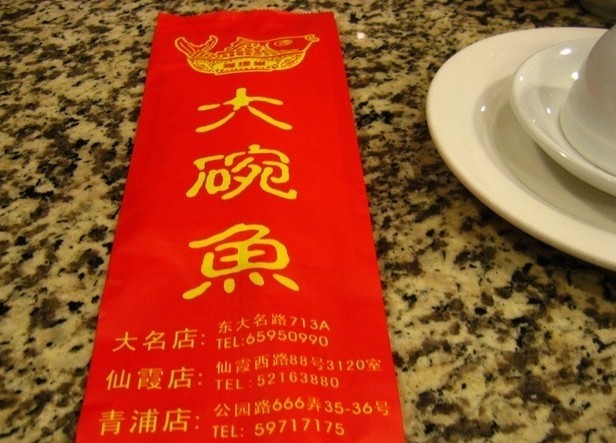 大碗魚
大名店: 东大名路713A
TEL:65950990
仙霞店: 仙霞西路88号3120室
TEL:52163880
青浦店: 公园路666弄35-36号
TEL: 59717175